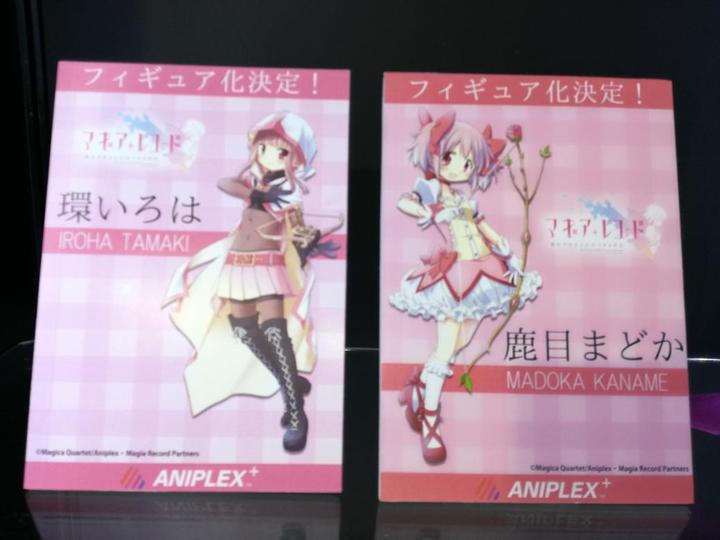 フィギュア化決定！
マギア・レコード
環いろは
IROHA TAMAKI
©Magica Quartet/Aniplex・Magia Record Partners
ANIPLEX+
フィギュア化決定！
マギア・レコード
鹿目まどか
MADOKA KANAME
©Magica Quartet/Aniplex・Magia Record Partners
ANIPLEX+